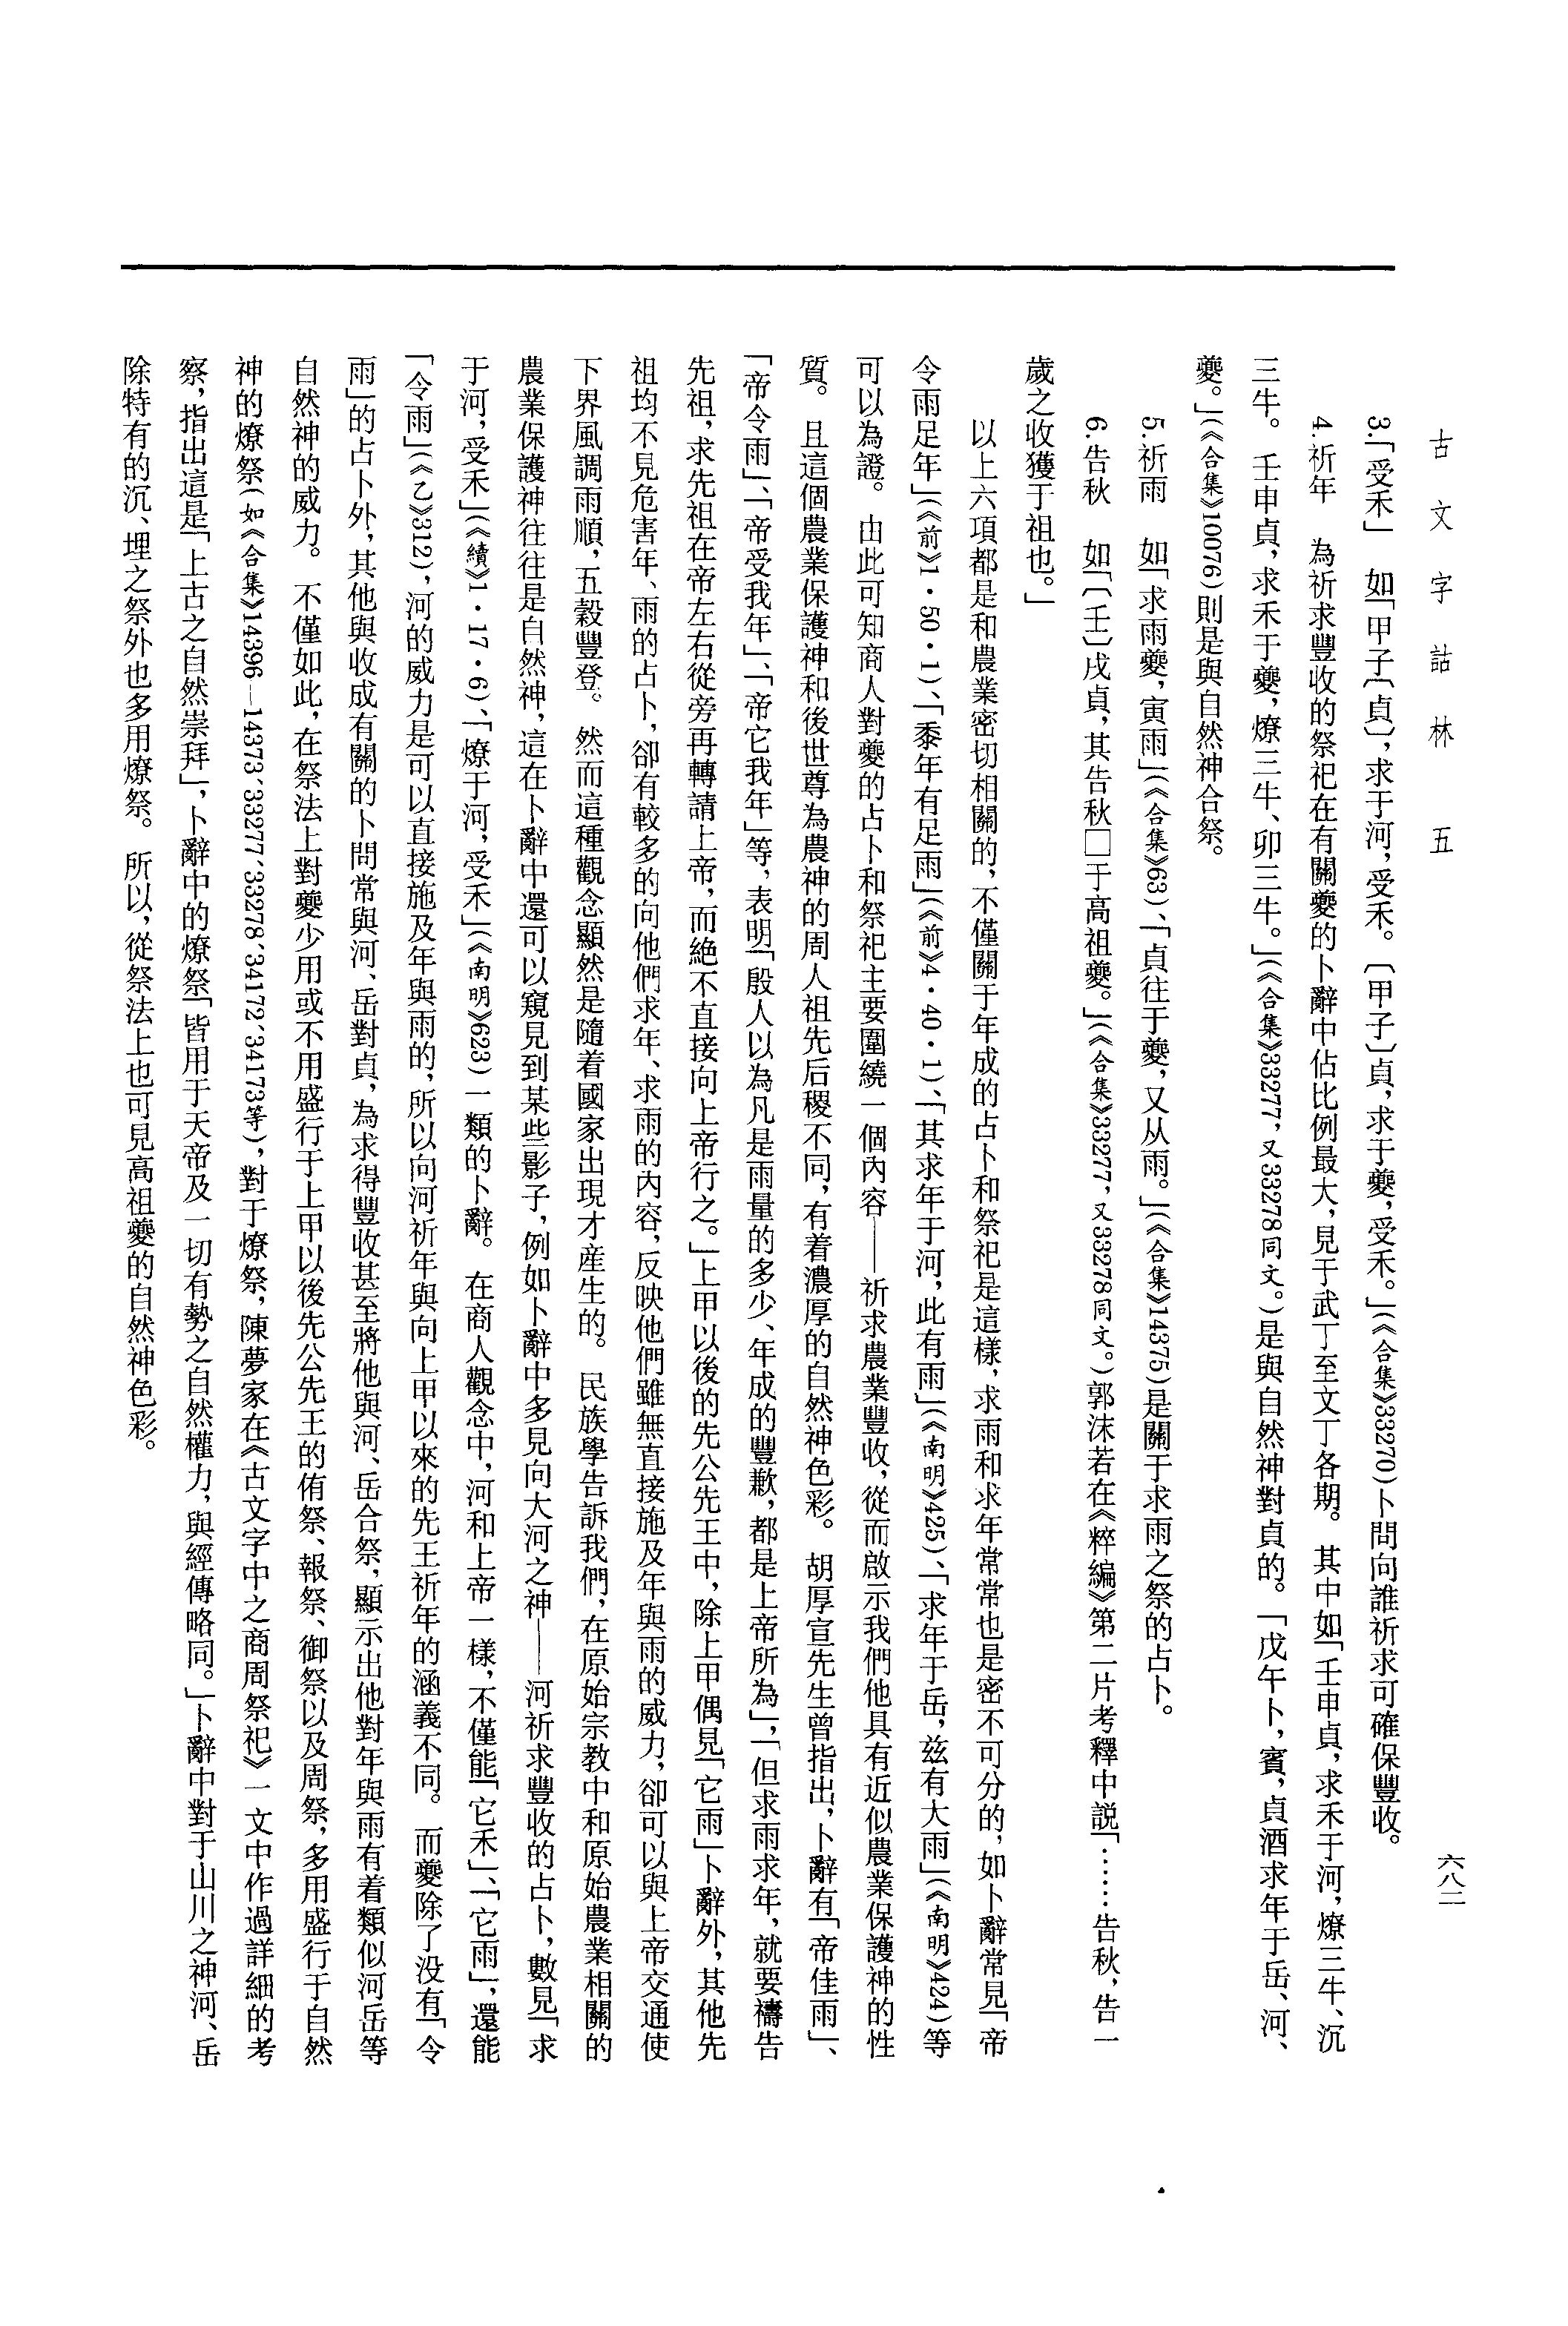 古文字詁林　五
六八二
3.「受禾」　如「甲子〔貞〕，求于河，受禾。〔甲子〕貞，求于夔，受禾。」（《合集》33270）卜問向誰祈求可確保豐收。
4.祈年　為祈求豐收的祭祀在有關夔的卜辭中佔比例最大，見于武丁至文丁各期。其中如「壬申貞，求禾于河，燎三牛、沉
三牛。壬申貞，求禾于夔，燎三牛、卯三牛。」（《合集》33277，又33278同文。）是與自然神對貞的。「戊午卜，賓，貞酒求年于岳、河、
夔。」（《合集》10076）則是與自然神合祭。
5.祈雨　如「求雨夔，寅雨」（《合集》63）、「貞往于夔，又从雨。」（《合集》14375）是關于求雨之祭的占卜。
6.告秋　如「〔壬〕戌貞，其告秋□于高祖夔。」（《合集》33277，又33278同文。）郭沫若在《粹編》第二片考釋中説「……告秋，告一
歲之收獲于祖也。」
以上六項都是和農業密切相關的，不僅關于年成的占卜和祭祀是這樣，求雨和求年常常也是密不可分的，如卜辭常見「帝
令雨足年」（《前》1·50·1）、「黍年有足雨」（《前》4·40·1）、「其求年于河，此有雨」（《南明》425）、「求年于岳，兹有大雨」（《南明》424）等
可以為證。由此可知商人對夔的占卜和祭祀主要圍繞一個內容——祈求農業豐收，從而啟示我們他具有近似農業保護神的性
質。且這個農業保護神和後世尊為農神的周人祖先后稷不同，有着濃厚的自然神色彩。胡厚宣先生曾指出，卜辭有「帝隹雨」、
「帝令雨」、「帝受我年」、「帝它我年」等，表明「殷人以為凡是雨量的多少、年成的豐歉，都是上帝所為」，「但求雨求年，就要禱告
先祖，求先祖在帝左右從旁再轉請上帝，而絶不直接向上帝行之。」上甲以後的先公先王中，除上甲偶見「它雨」卜辭外，其他先
祖均不見危害年、雨的占卜，卻有較多的向他們求年、求雨的內容，反映他們雖無直接施及年與雨的威力，卻可以與上帝交通使
下界風調雨順，五穀豐登。然而這種觀念顯然是隨着國家出現才産生的。民族學告訴我們，在原始宗教中和原始農業相關的
農業保護神往往是自然神，這在卜辭中還可以窺見到某些影子，例如卜辭中多見向大河之神——河祈求豐收的占卜，數見「求
于河，受禾」（《續》1·17·6）、「燎于河，受禾」（《南明》623）一類的卜辭。在商人觀念中，河和上帝一樣，不僅能「它禾」、「它雨」，還能
「令雨」（《乙》312），河的威力是可以直接施及年與雨的，所以向河祈年與向上甲以來的先王祈年的涵義不同。而夔除了没有「令
雨」的占卜外，其他與收成有關的卜問常與河、岳對貞，為求得豐收甚至將他與河、岳合祭，顯示出他對年與雨有着類似河岳等
自然神的威力。不僅如此，在祭法上對夔少用或不用盛行于上甲以後先公先王的侑祭、報祭、御祭以及周祭，多用盛行于自然
神的燎祭（如《合集》14396—14373、33277、33278、34172、34173等），對于燎祭，陳夢家在《古文字中之商周祭祀》一文中作過詳細的考
察，指出這是「上古之自然崇拜」，卜辭中的燎祭「皆用于天帝及一切有勢之自然權力，與經傳略同。」卜辭中對于山川之神河、岳
除特有的沉、埋之祭外也多用燎祭。所以，從祭法上也可見高祖夔的自然神色彩。